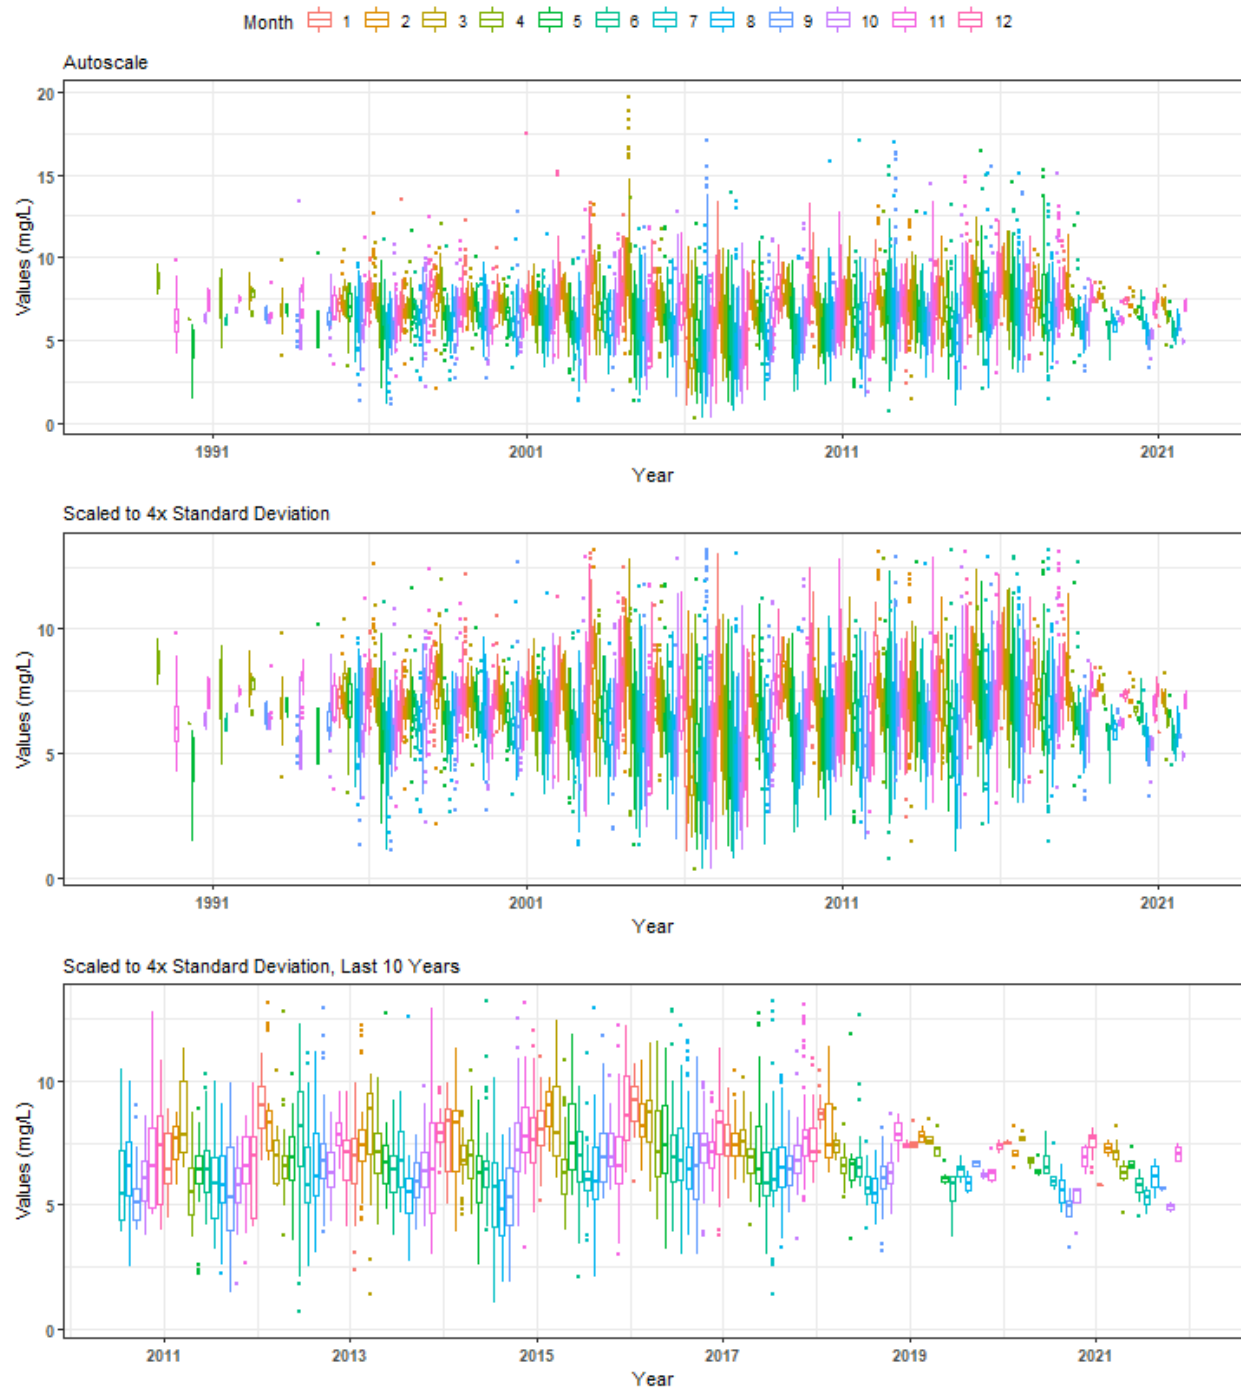 Month 1 2 3 4 5 6 7 8 9 10 11 12
Autoscale
Values (mg/L)
20
15
10
5
0
1991 2001 2011 2021
Year
Scaled to 4x Standard Deviation
Values (mg/L)
10
5
0
1991 2001 2011 2021
Year
Scaled to 4x Standard Deviation, Last 10 Years
Values (mg/L)
10
5
0
2011 2013 2015 2017 2019 2021
Year